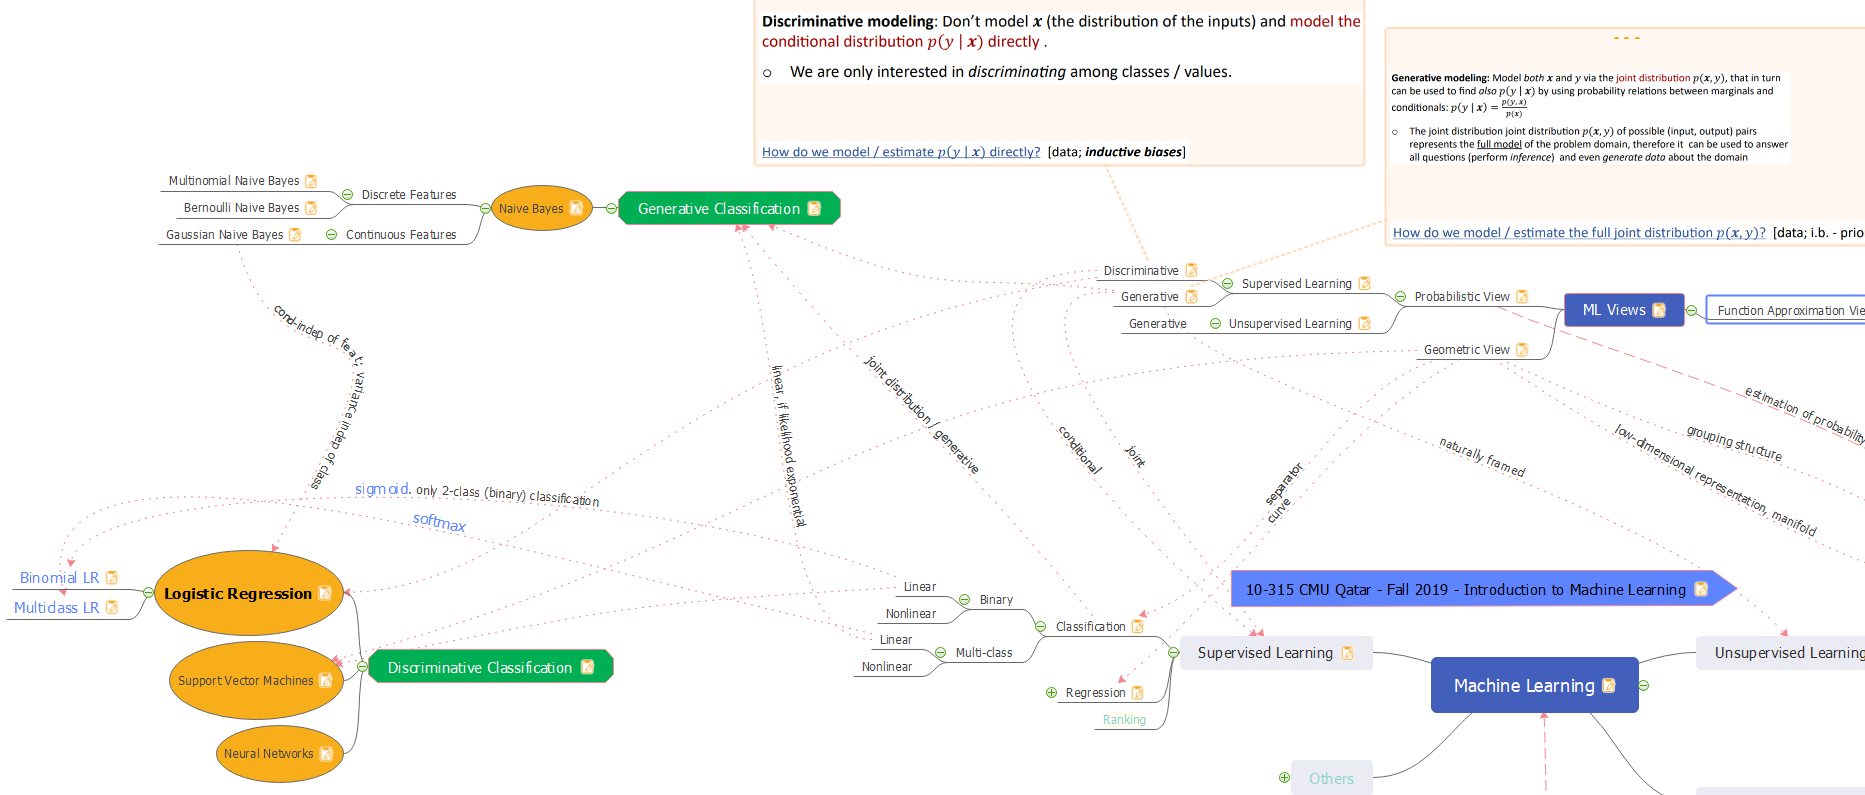 Discriminative modeling: Don’t model x (the distribution of the inputs) and model the
conditional distribution p(y | x) directly .
o We are only interested in discriminating among classes / values.
How do we model / estimate p(y | x) directly? [data; inductive biases]
- - -
Generative modeling: Model both x and y via the joint distribution p(x, y), that in turn
can be used to find also p(y | x) by using probability relations between marginals and
conditionals: p(y | x) = p(y, x) / p(x)
o The joint distribution joint distribution p(x, y) of possible (input, output) pairs
represents the full model of the problem domain, therefore it can be used to answer
all questions (perform inference) and even generate data about the domain
How do we model / estimate the full joint distribution p(x, y)? [data; i.b. - prio
Multinomial Naive Bayes
Bernoulli Naive Bayes
Gaussian Naive Bayes
Discrete Features
Continuous Features
Naive Bayes
Generative Classification
Discriminative
Generative
Supervised Learning
Generative
Unsupervised Learning
Probabilistic View
Geometric View
ML Views
Function Approximation Vie
cond-indep of feat; variance indep of class
linear, if likelihood exponential
joint distribution / generative
conditional
joint
separator
curve
naturally framed
estimation of probability
grouping structure
low-dimensional representation, manifold
sigmoid. only 2-class (binary) classification
softmax
Binomial LR
Multiclass LR
Logistic Regression
Support Vector Machines
Neural Networks
Discriminative Classification
Linear
Nonlinear
Binary
Linear
Nonlinear
Multi-class
Classification
Regression
Ranking
10-315 CMU Qatar - Fall 2019 - Introduction to Machine Learning
Supervised Learning
Unsupervised Learning
Machine Learning
Others